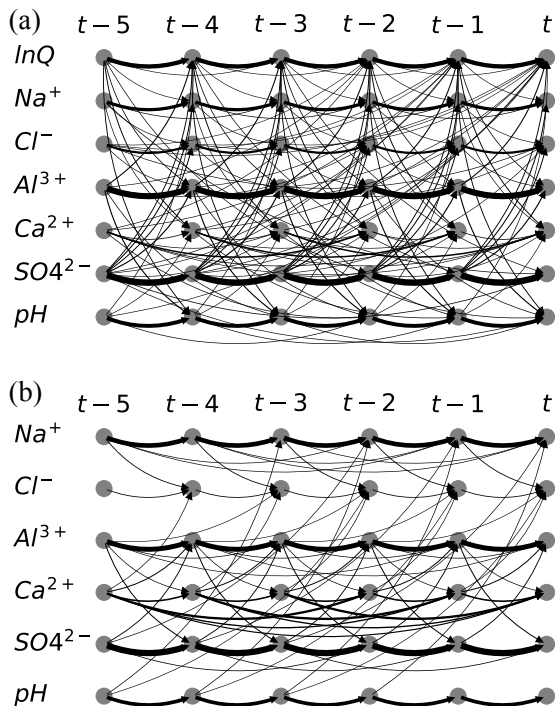 (a)
t − 5 t − 4 t − 3 t − 2 t − 1 t
lnQ
Na⁺
Cl⁻
Al³⁺
Ca²⁺
SO4²⁻
pH
(b)
t − 5 t − 4 t − 3 t − 2 t − 1 t
Na⁺
Cl⁻
Al³⁺
Ca²⁺
SO4²⁻
pH